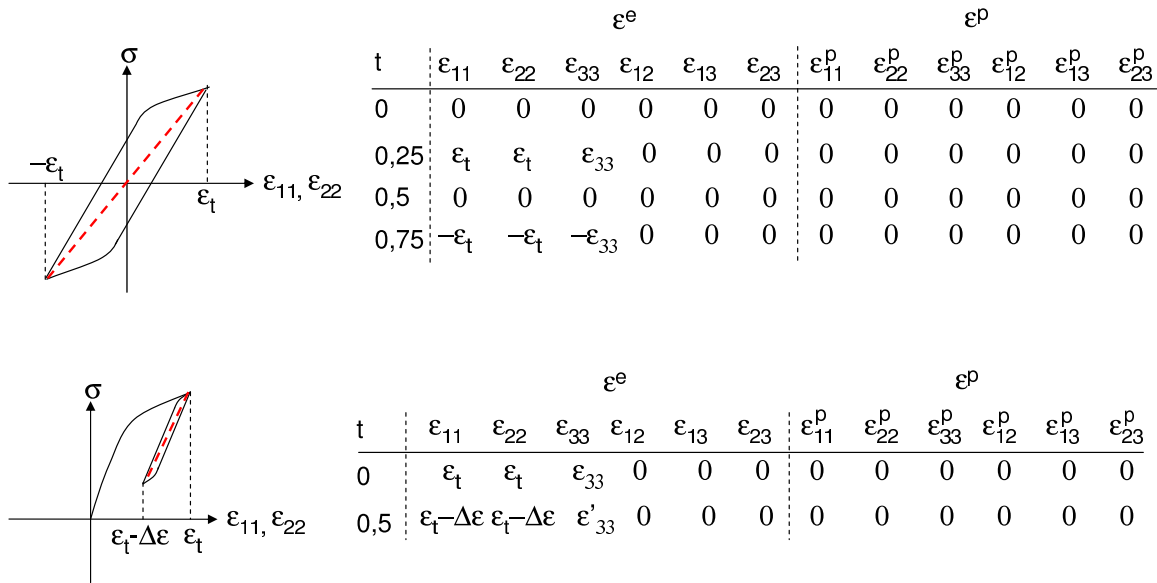 σ
−εt
εt
ε11, ε22
εe εp
t ε11 ε22 ε33 ε12 ε13 ε23 εp11 εp22 εp33 εp12 εp13 εp23
0 0 0 0 0 0 0 0 0 0 0 0 0
0,25 εt εt ε33 0 0 0 0 0 0 0 0 0
0,5 0 0 0 0 0 0 0 0 0 0 0 0
0,75 −εt −εt −ε33 0 0 0 0 0 0 0 0 0
σ
εt-Δε εt
ε11, ε22
εe εp
t ε11 ε22 ε33 ε12 ε13 ε23 εp11 εp22 εp33 εp12 εp13 εp23
0 εt εt ε33 0 0 0 0 0 0 0 0 0
0,5 εt−Δε εt−Δε ε'33 0 0 0 0 0 0 0 0 0